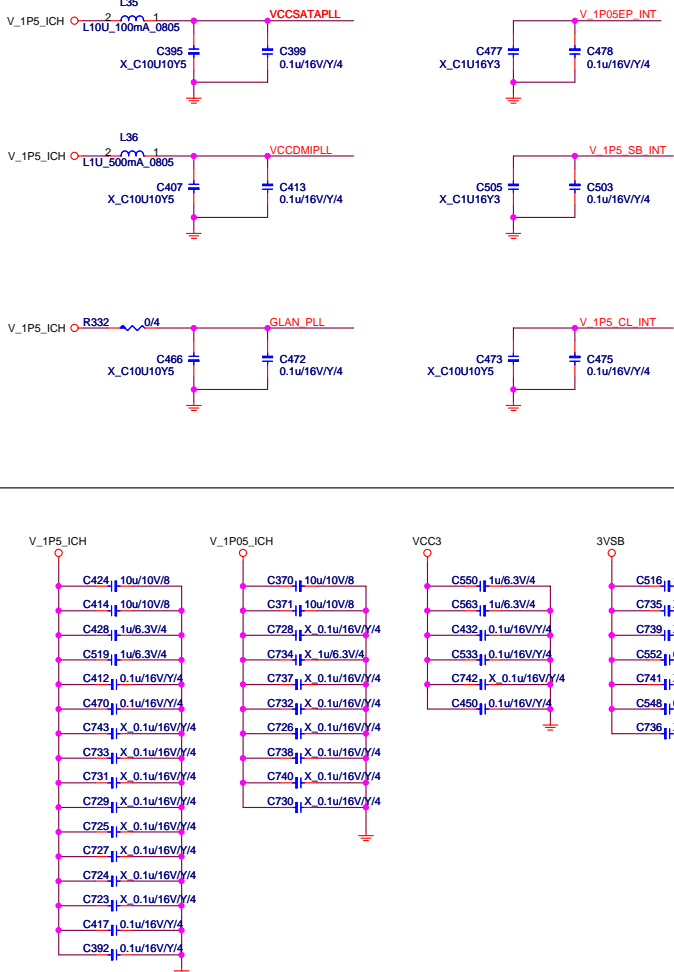 L35
V_1P5_ICH 2 1 VCCSATAPLL
L10U_100mA_0805
C395 C399
X_C10U10Y5 0.1u/16V/Y/4
V_1P05EP_INT
C477 C478
X_C1U16Y3 0.1u/16V/Y/4
L36
V_1P5_ICH 2 1 VCCDMIPLL
L1U_500mA_0805
C407 C413
X_C10U10Y5 0.1u/16V/Y/4
V_1P5_SB_INT
C505 C503
X_C1U16Y3 0.1u/16V/Y/4
V_1P5_ICH R332 0/4 GLAN_PLL
C466 C472
X_C10U10Y5 0.1u/16V/Y/4
V_1P5_CL_INT
C473 C475
X_C10U10Y5 0.1u/16V/Y/4
V_1P5_ICH
C424 10u/10V/8
C414 10u/10V/8
C428 1u/6.3V/4
C519 1u/6.3V/4
C412 0.1u/16V/Y/4
C470 0.1u/16V/Y/4
C743 X_0.1u/16V/Y/4
C733 X_0.1u/16V/Y/4
C731 X_0.1u/16V/Y/4
C729 X_0.1u/16V/Y/4
C725 X_0.1u/16V/Y/4
C727 X_0.1u/16V/Y/4
C724 X_0.1u/16V/Y/4
C723 X_0.1u/16V/Y/4
C417 0.1u/16V/Y/4
C392 0.1u/16V/Y/4
V_1P05_ICH
C370 10u/10V/8
C371 10u/10V/8
C728 X_0.1u/16V/Y/4
C734 X_1u/6.3V/4
C737 X_0.1u/16V/Y/4
C732 X_0.1u/16V/Y/4
C726 X_0.1u/16V/Y/4
C738 X_0.1u/16V/Y/4
C740 X_0.1u/16V/Y/4
C730 X_0.1u/16V/Y/4
VCC3
C550 1u/6.3V/4
C563 1u/6.3V/4
C432 0.1u/16V/Y/4
C533 0.1u/16V/Y/4
C742 X_0.1u/16V/Y/4
C450 0.1u/16V/Y/4
3VSB
C516
C735
C739
C552
C741
C548
C736